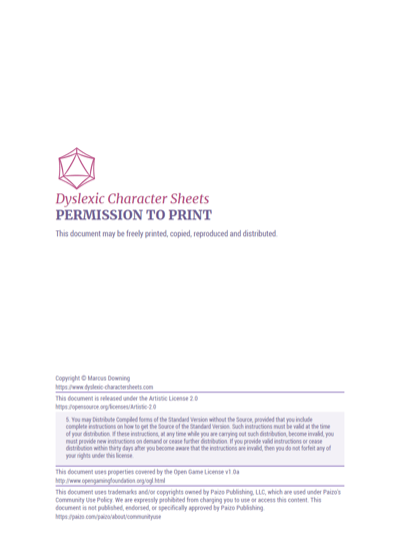 Dyslexic Character Sheets
PERMISSION TO PRINT
This document may be freely printed, copied, reproduced and distributed.
Copyright © Marcus Downing
https://www.dyslexic-charactersheets.com
This document is released under the Artistic License 2.0
https://opensource.org/licenses/Artistic-2.0
5. You may Distribute Compiled forms of the Standard Version without the Source, provided that you include
complete instructions on how to get the Source of the Standard Version. Such instructions must be valid at the time
of your distribution. If these instructions, at any time while you are carrying out such distribution, become invalid, you
must provide new instructions on demand or cease further distribution. If you provide valid instructions or cease
distribution within thirty days after you become aware that the instructions are invalid, then you do not forfeit any of
your rights under this license.
This document uses properties covered by the Open Game License v1.0a
http://www.opengamingfoundation.org/ogl.html
This document uses trademarks and/or copyrights owned by Paizo Publishing, LLC, which are used under Paizo's
Community Use Policy. We are expressly prohibited from charging you to use or access this content. This
document is not published, endorsed, or specifically approved by Paizo Publishing.
https://paizo.com/paizo/about/communityuse